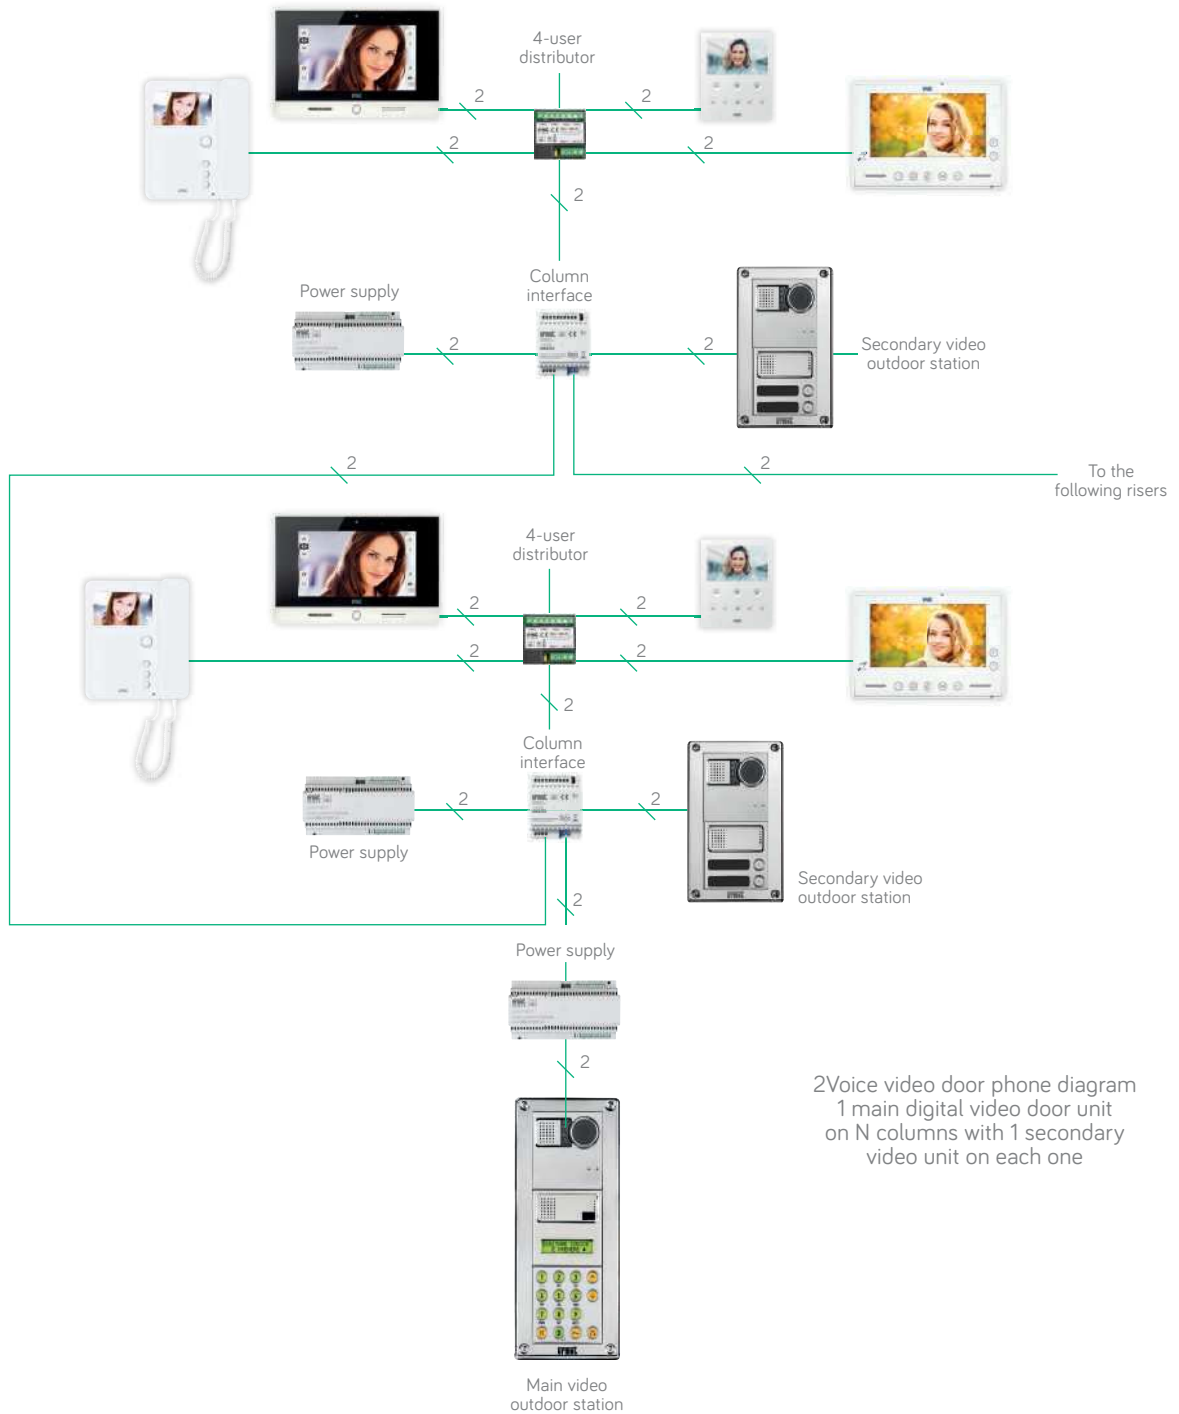 4-user
distributor
2
2
2
2
2
Column
interface
Power supply
2
2
Secondary video
outdoor station
2
2
To the
following risers
4-user
distributor
2
2
2
2
2
Column
interface
2
2
Power supply
Secondary video
outdoor station
2
Power supply
2
2Voice video door phone diagram
1 main digital video door unit
on N columns with 1 secondary
video unit on each one
Main video
outdoor station